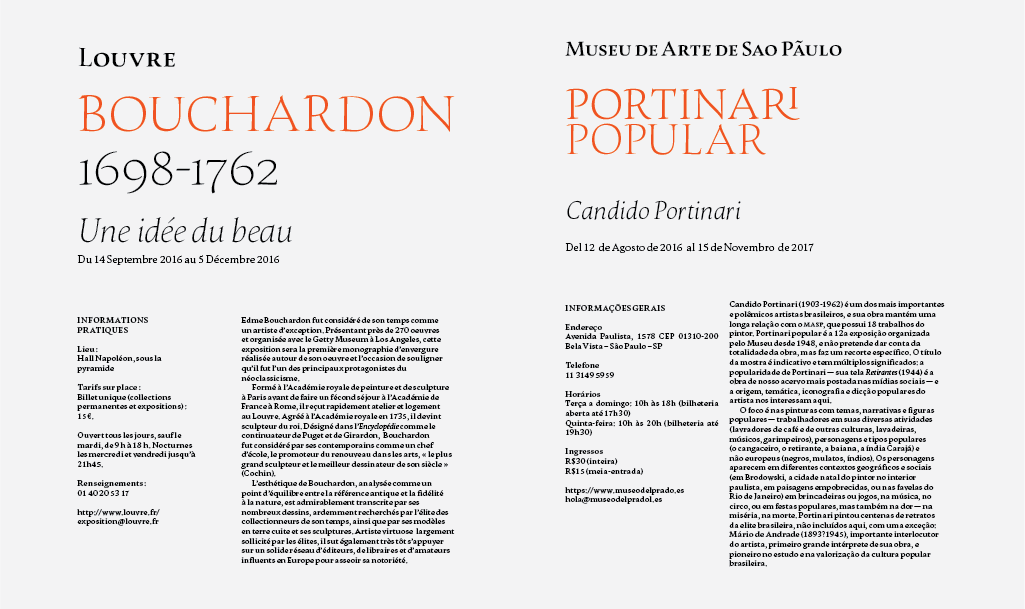 Louvre
BOUCHARDON
1698-1762
Une idée du beau
Du 14 Septembre 2016 au 5 Décembre 2016
INFORMATIONS
PRATIQUES
Lieu :
Hall Napoléon, sous la
pyramide
Tarifs sur place :
Billet unique (collections
permanentes et expositions) :
15 €.
Ouvert tous les jours, sauf le
mardi, de 9 h à 18 h. Nocturnes
les mercredi et vendredi jusqu'à
21h45.
Renseignements :
01 40 20 53 17
http://www.louvre.fr/
exposition@louvre.fr
Edme Bouchardon fut considéré de son temps comme
un artiste d'exception. Présentant près de 270 oeuvres
et organisée avec le Getty Museum à Los Angeles, cette
exposition sera la première monographie d'envergure
réalisée autour de son oeuvre et l'occasion de souligner
qu'il fut l'un des principaux protagonistes du
néoclassicisme.
Formé à l'Académie royale de peinture et de sculpture
à Paris avant de faire un fécond séjour à l'Académie de
France à Rome, il reçut rapidement atelier et logement
au Louvre. Agréé à l'Académie royale en 1735, il devint
sculpteur du roi. Désigné dans l'Encyclopédie comme le
continuateur de Puget et de Girardon, Bouchardon
fut considéré par ses contemporains comme un chef
d'école, le promoteur du renouveau dans les arts, « le plus
grand sculpteur et le meilleur dessinateur de son siècle »
(Cochin).
L'esthétique de Bouchardon, analysée comme un
point d'équilibre entre la référence antique et la fidélité
à la nature, est admirablement transcrite par ses
nombreux dessins, ardemment recherchés par l'élite des
collectionneurs de son temps, ainsi que par ses modèles
en terre cuite et ses sculptures. Artiste virtuose largement
sollicité par les élites, il sut également très tôt s'appuyer
sur un solide réseau d'éditeurs, de libraires et d'amateurs
influents en Europe pour asseoir sa notoriété.
Museu de Arte de Sao Pãulo
PORTINARI
POPULAR
Candido Portinari
Del 12 de Agosto de 2016 al 15 de Novembro de 2017
INFORMAÇÕES GERAIS
Endereço
Avenida Paulista, 1578 CEP 01310-200
Bela Vista – São Paulo – SP
Telefone
11 3149 5959
Horários
Terça a domingo: 10h às 18h (bilheteria
aberta até 17h30)
Quinta-feira: 10h às 20h (bilheteria até
19h30)
Ingressos
R$30 (inteira)
R$15 (meia-entrada)
https://www.museodelprado.es
hola@museodelpradol.es
Candido Portinari (1903-1962) é um dos mais importantes
e polêmicos artistas brasileiros, e sua obra mantém uma
longa relação com o MASP, que possui 18 trabalhos do
pintor. Portinari popular é a 12a exposição organizada
pelo Museu desde 1948, e não pretende dar conta da
totalidade da obra, mas faz um recorte específico. O título
da mostra é indicativo e tem múltiplos significados: a
popularidade de Portinari — sua tela Retirantes (1944) é a
obra de nosso acervo mais postada nas mídias sociais — e
a origem, temática, iconografia e dicção populares do
artista nos interessam aqui.
O foco é nas pinturas com temas, narrativas e figuras
populares — trabalhadores em suas diversas atividades
(lavradores de café e de outras culturas, lavadeiras,
músicos, garimpeiros), personagens e tipos populares
(o cangaceiro, o retirante, a baiana, a índia Carajá) e
não europeus (negros, mulatos, índios). Os personagens
aparecem em diferentes contextos geográficos e sociais
(em Brodowski, a cidade natal do pintor no interior
paulista, em paisagens empobrecidas, ou nas favelas do
Rio de Janeiro) em brincadeiras ou jogos, na música, no
circo, ou em festas populares, mas também na dor — na
miséria, na morte. Portinari pintou centenas de retratos
da elite brasileira, não incluídos aqui, com uma exceção:
Mário de Andrade (1893?1945), importante interlocutor
do artista, primeiro grande intérprete de sua obra, e
pioneiro no estudo e na valorização da cultura popular
brasileira.